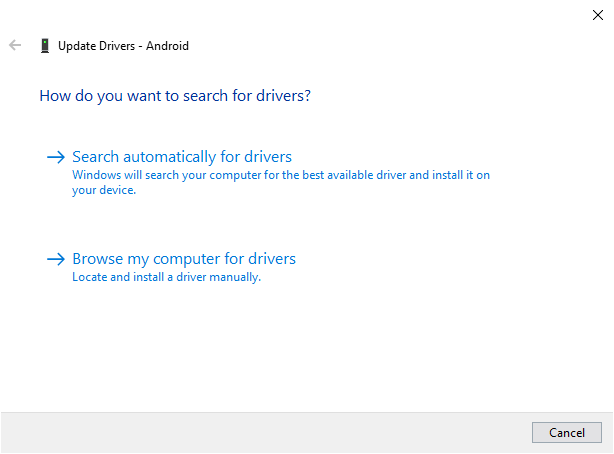 Update Drivers - Android
How do you want to search for drivers?
Search automatically for drivers
Windows will search your computer for the best available driver and install it on
your device.
Browse my computer for drivers
Locate and install a driver manually.
Cancel